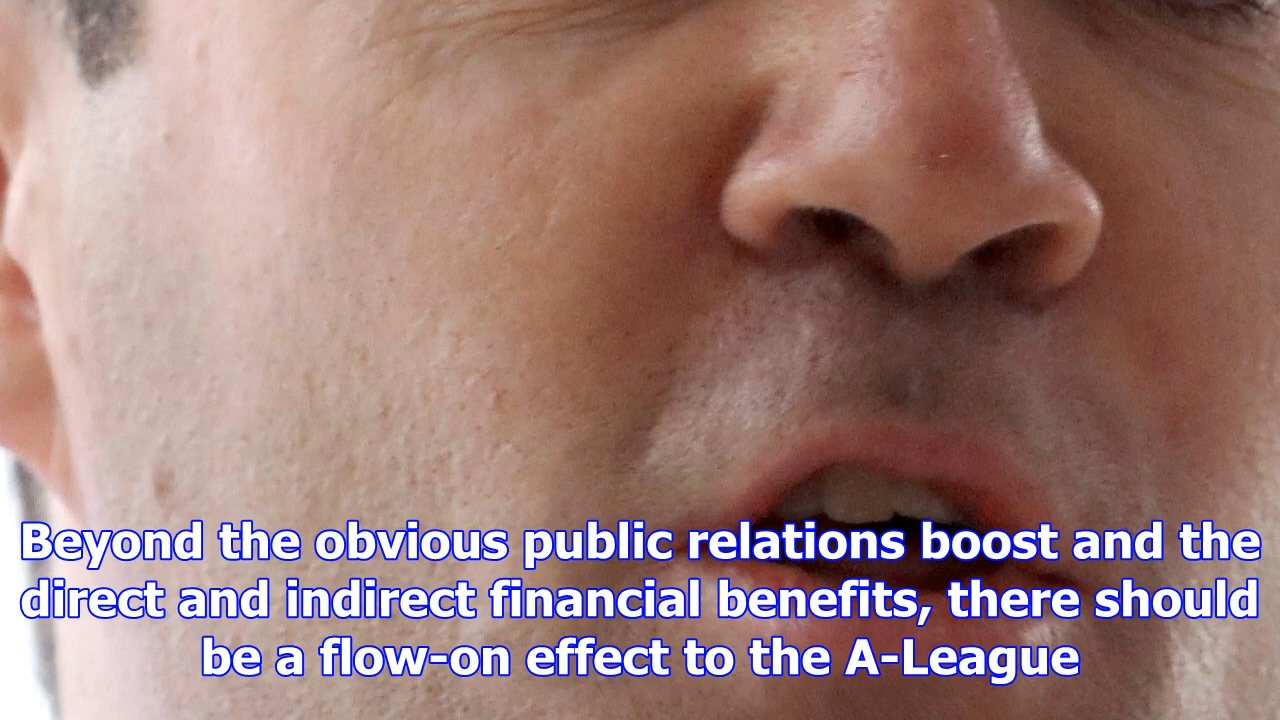 Beyond the obvious public relations boost and the
direct and indirect financial benefits, there should
be a flow-on effect to the A-League